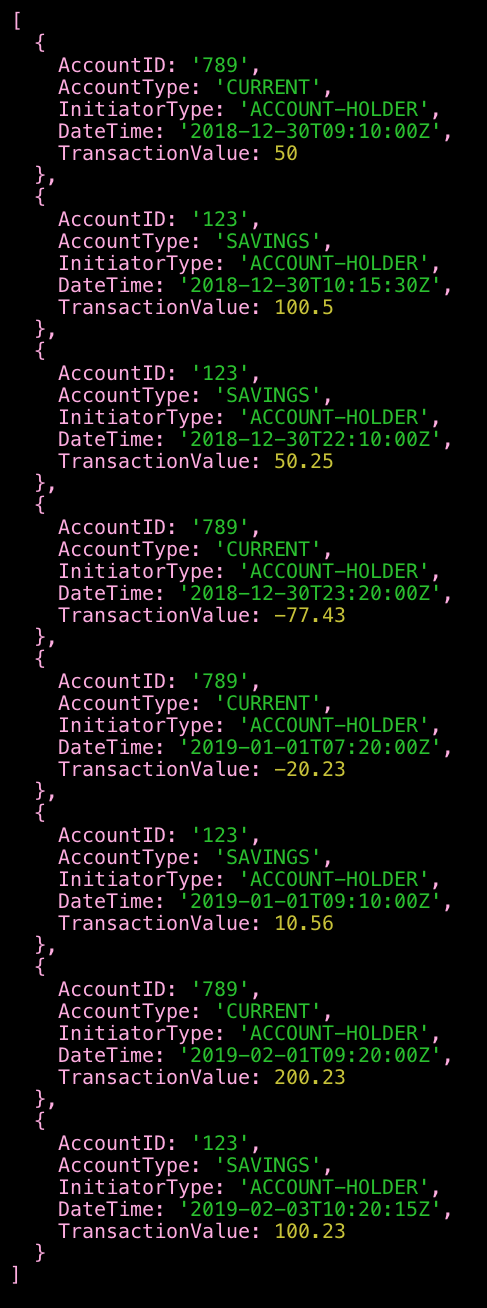 [
  {
    AccountID: '789',
    AccountType: 'CURRENT',
    InitiatorType: 'ACCOUNT-HOLDER',
    DateTime: '2018-12-30T09:10:00Z',
    TransactionValue: 50
  },
  {
    AccountID: '123',
    AccountType: 'SAVINGS',
    InitiatorType: 'ACCOUNT-HOLDER',
    DateTime: '2018-12-30T10:15:30Z',
    TransactionValue: 100.5
  },
  {
    AccountID: '123',
    AccountType: 'SAVINGS',
    InitiatorType: 'ACCOUNT-HOLDER',
    DateTime: '2018-12-30T22:10:00Z',
    TransactionValue: 50.25
  },
  {
    AccountID: '789',
    AccountType: 'CURRENT',
    InitiatorType: 'ACCOUNT-HOLDER',
    DateTime: '2018-12-30T23:20:00Z',
    TransactionValue: -77.43
  },
  {
    AccountID: '789',
    AccountType: 'CURRENT',
    InitiatorType: 'ACCOUNT-HOLDER',
    DateTime: '2019-01-01T07:20:00Z',
    TransactionValue: -20.23
  },
  {
    AccountID: '123',
    AccountType: 'SAVINGS',
    InitiatorType: 'ACCOUNT-HOLDER',
    DateTime: '2019-01-01T09:10:00Z',
    TransactionValue: 10.56
  },
  {
    AccountID: '789',
    AccountType: 'CURRENT',
    InitiatorType: 'ACCOUNT-HOLDER',
    DateTime: '2019-02-01T09:20:00Z',
    TransactionValue: 200.23
  },
  {
    AccountID: '123',
    AccountType: 'SAVINGS',
    InitiatorType: 'ACCOUNT-HOLDER',
    DateTime: '2019-02-03T10:20:15Z',
    TransactionValue: 100.23
  }
]